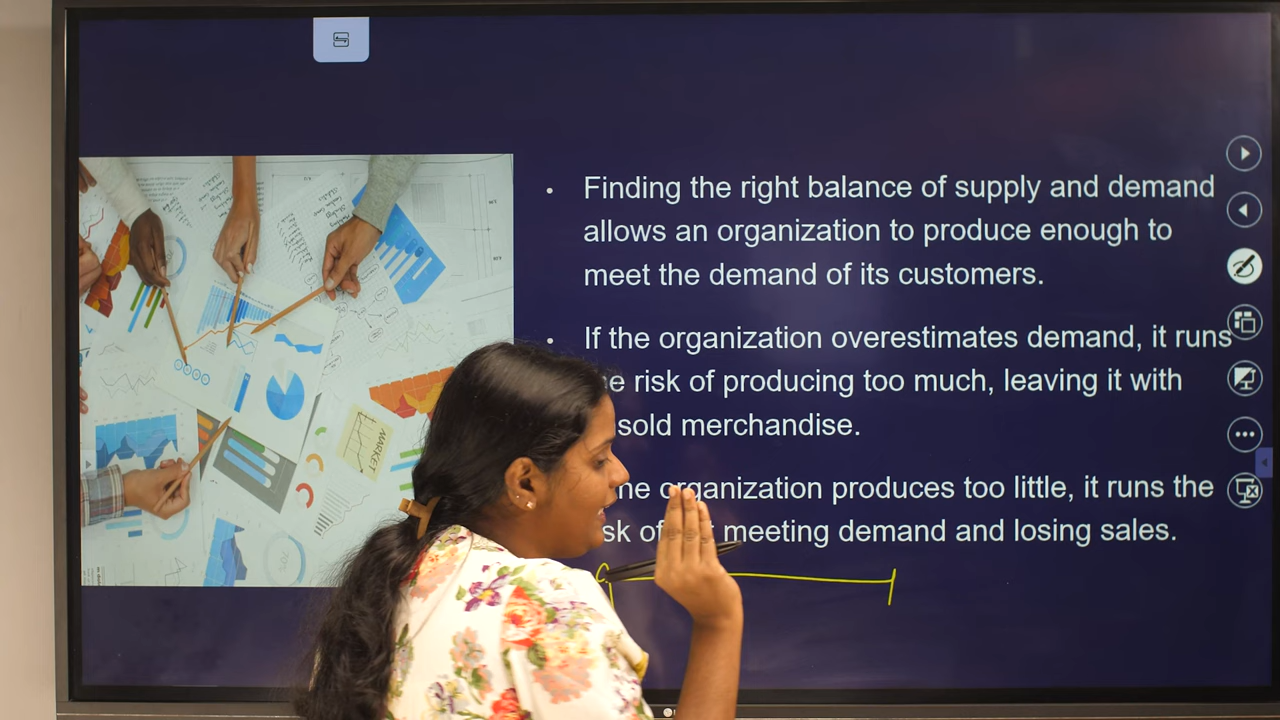 Finding the right balance of supply and demand
allows an organization to produce enough to
meet the demand of its customers.
If the organization overestimates demand, it runs
risk of producing too much, leaving it with
sold merchandise.
organization produces too little, it runs the
meeting demand and losing sales.
MARKET